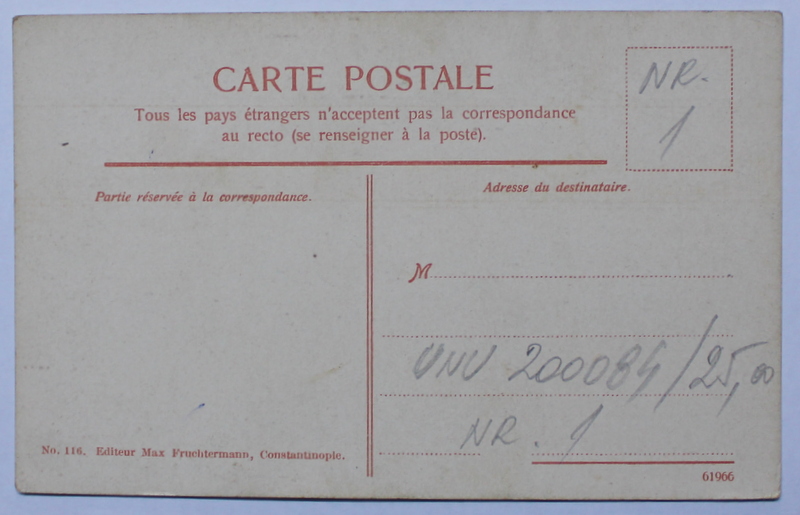 CARTE POSTALE
Tous les pays étrangers n'acceptent pas la correspondance
au recto (se renseigner à la poste).
NR.
1
Partie réservée à la correspondance.
Adresse du destinataire.
M
200084/25,00
NR. 1
No. 116. Editeur Max Fruchtermann, Constantinople.
61966